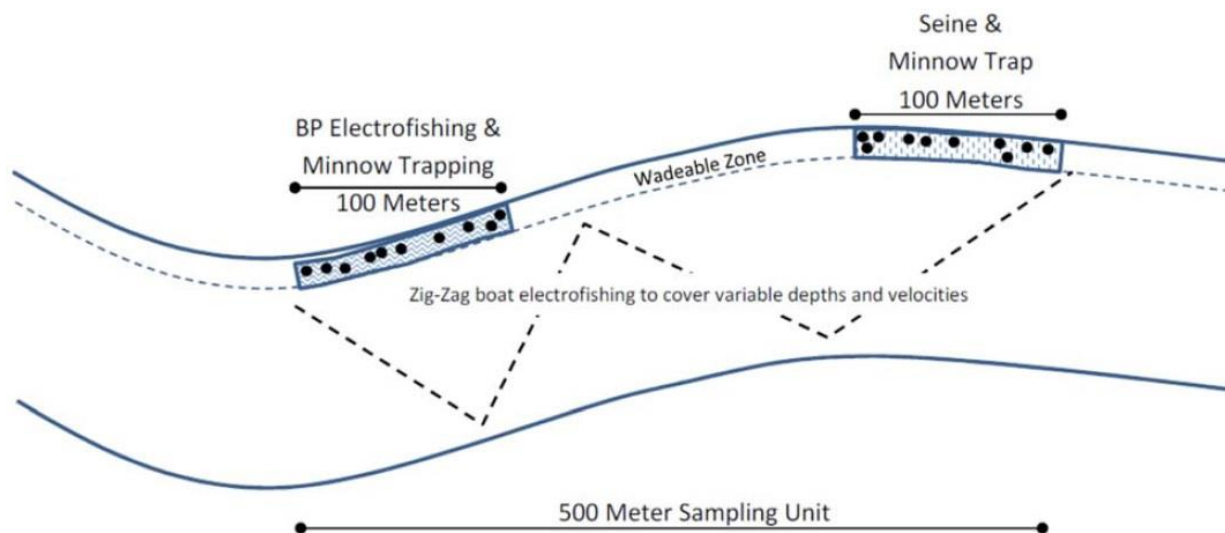 Seine &
Minnow Trap
100 Meters
BP Electrofishing &
Minnow Trapping
100 Meters
Wadeable Zone
Zig-Zag boat electrofishing to cover variable depths and velocities
500 Meter Sampling Unit